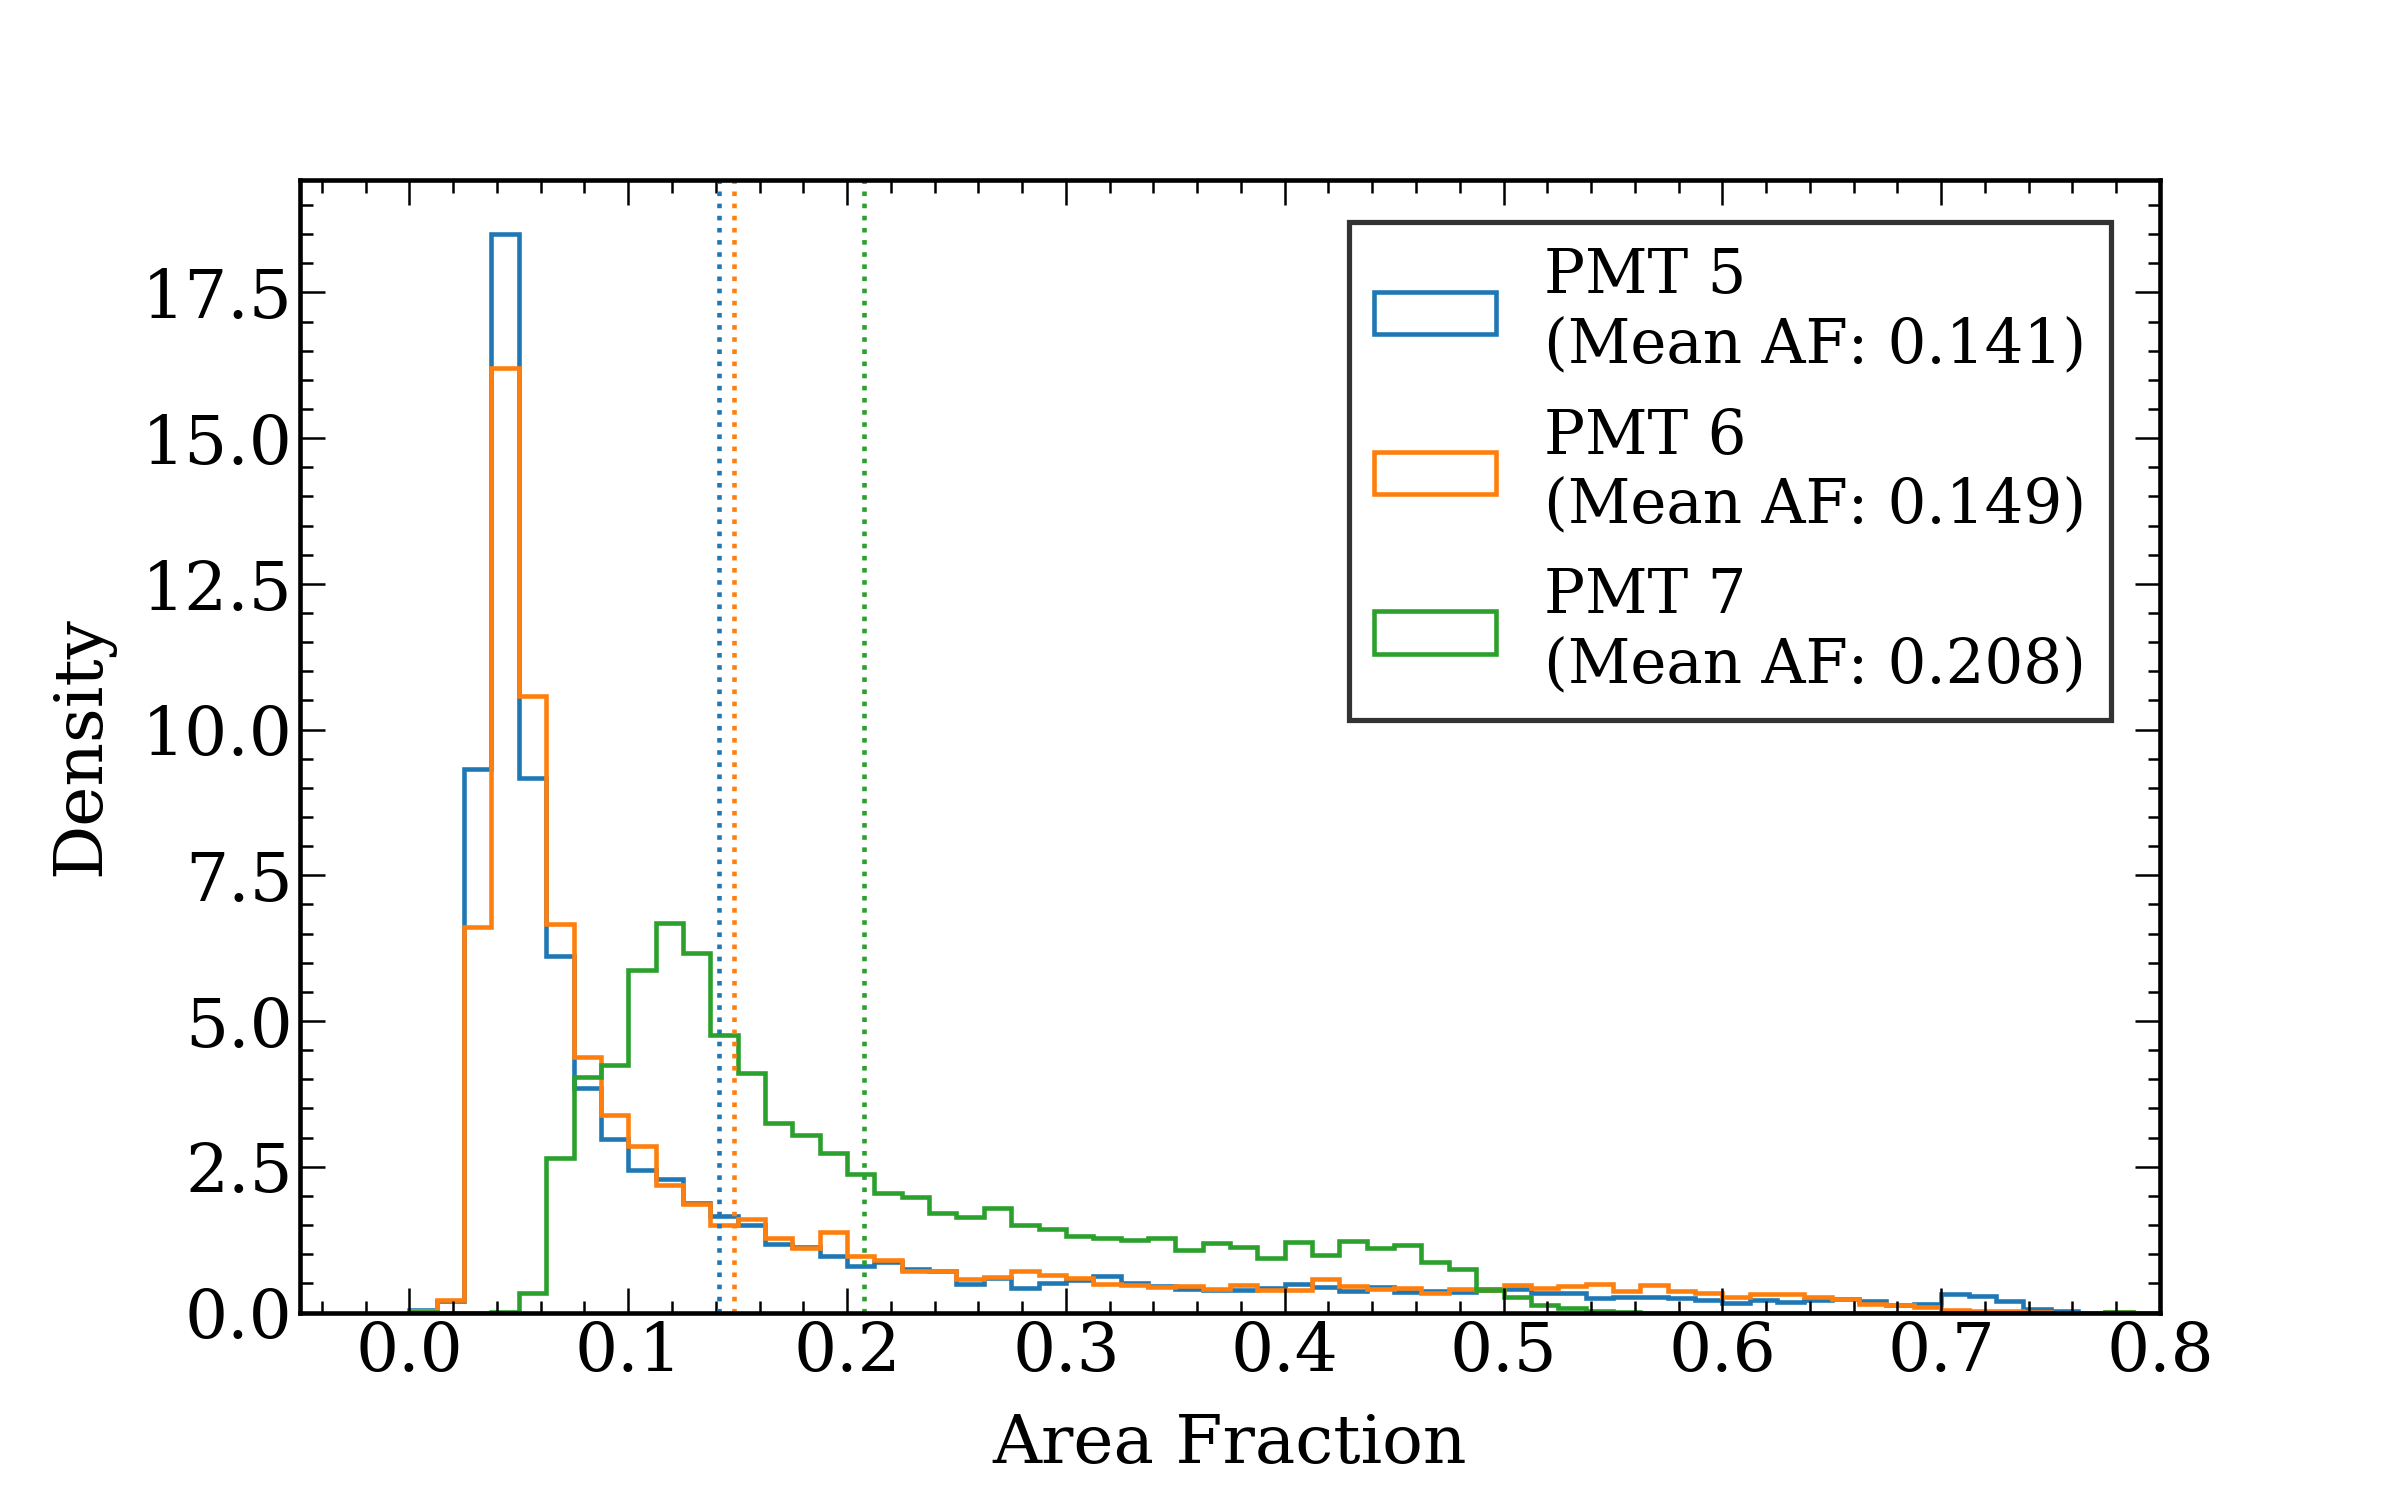 PMT 5
(Mean AF: 0.141)
PMT 6
(Mean AF: 0.149)
PMT 7
(Mean AF: 0.208)
17.5
15.0
12.5
10.0
7.5
5.0
2.5
0.0
Density
0.0 0.1 0.2 0.3 0.4 0.5 0.6 0.7 0.8
Area Fraction